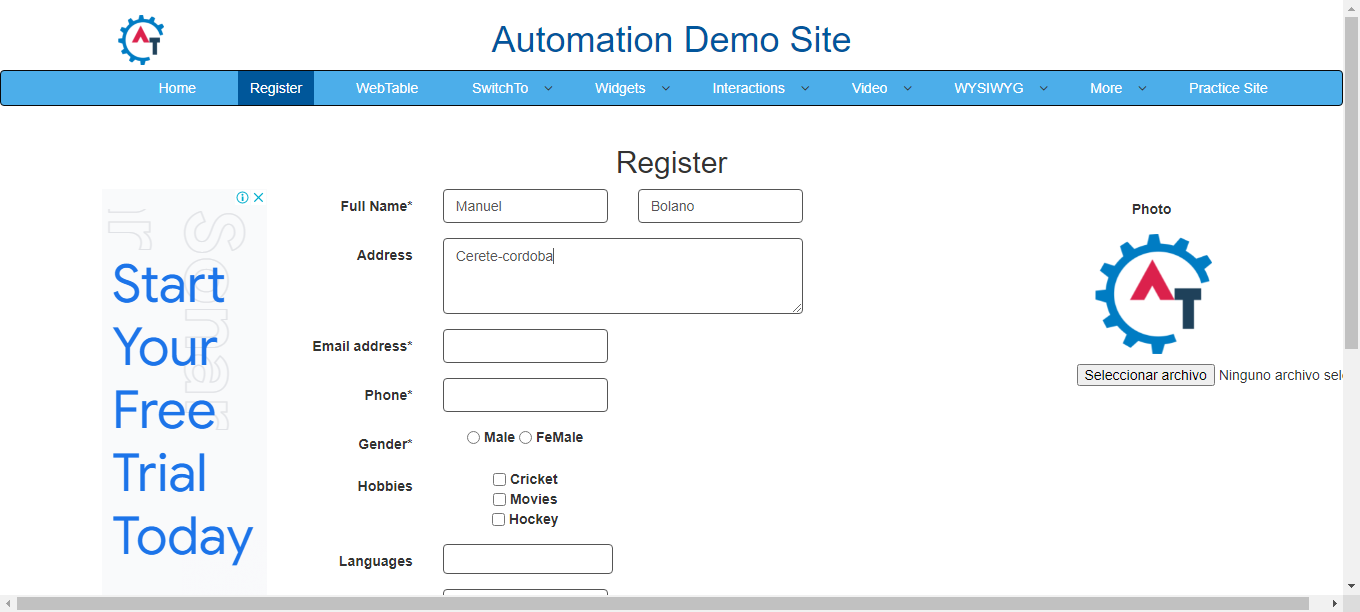 Automation Demo Site
Home Register WebTable SwitchTo Widgets Interactions Video WYSIWYG More Practice Site
Register
Full Name* Manuel Bolano
Address Cerete-cordoba
Email address*
Phone*
Gender* Male FeMale
Hobbies Cricket
Movies
Hockey
Languages
Photo
AT
Seleccionar archivo Ninguno archivo sel
Sonar
Start
Your
Free
Trial
Today